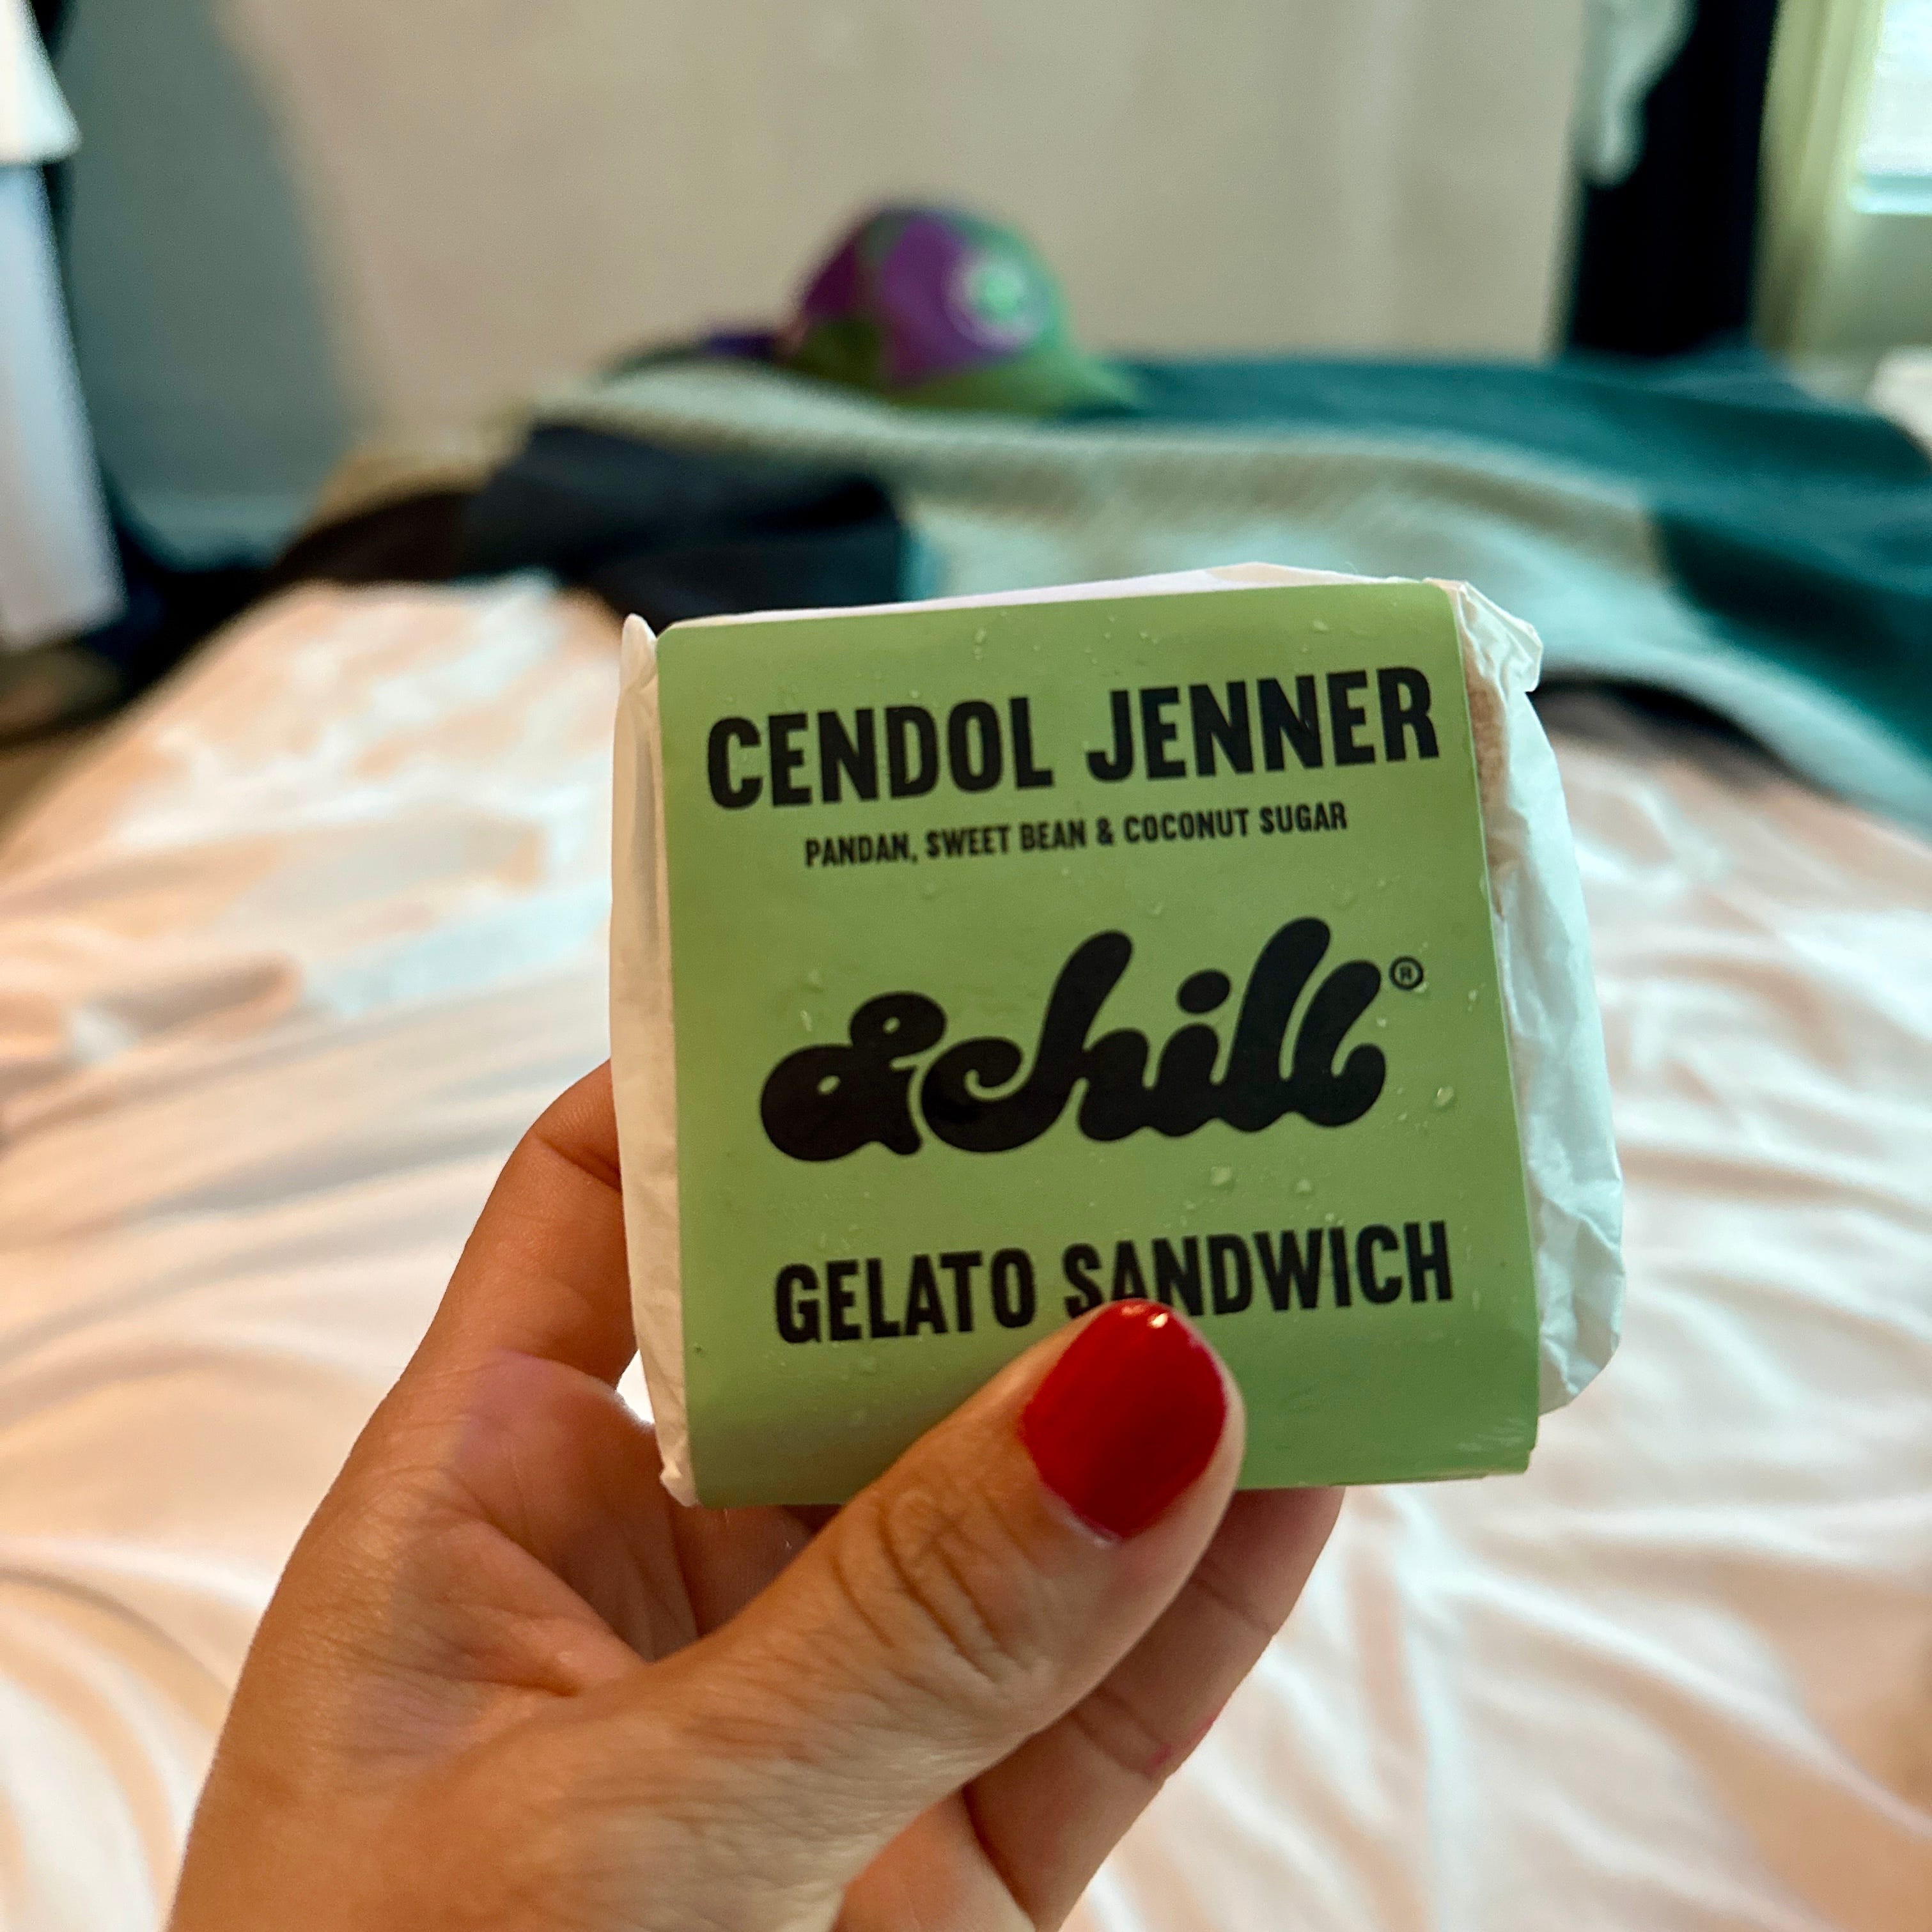 CENDOL JENNER
PANDAN, SWEET BEAN & COCONUT SUGAR
&chill®
GELATO SANDWICH